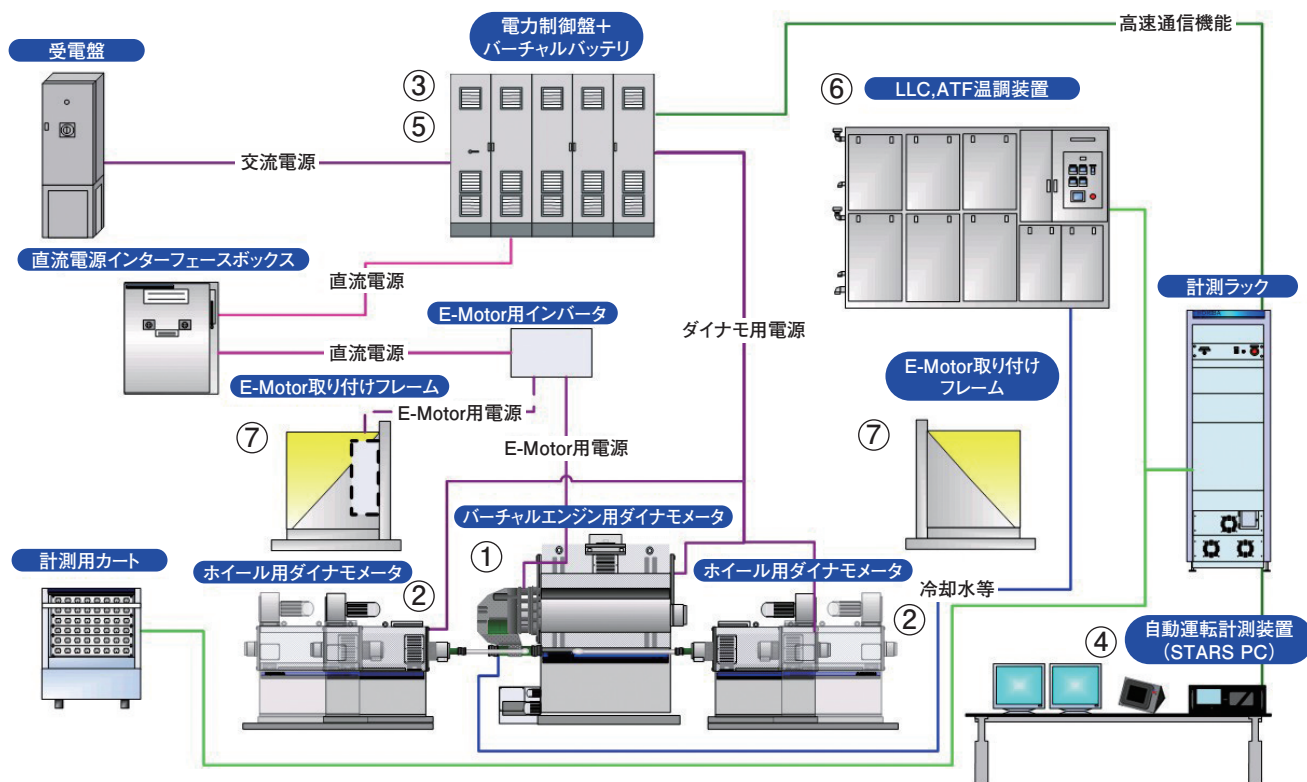 電力制御盤＋
バーチャルバッテリ
高速通信機能
受電盤
③
⑥
LLC,ATF温調装置
⑤
交流電源
直流電源インターフェースボックス
直流電源
計測ラック
E-Motor用インバータ
ダイナモ用電源
直流電源
E-Motor取り付け
フレーム
E-Motor取り付けフレーム
E-Motor用電源
⑦
⑦
E-Motor用電源
バーチャルエンジン用ダイナモメータ
計測用カート
①
ホイール用ダイナモメータ
ホイール用ダイナモメータ
②
冷却水等
②
④
自動運転計測装置
（STARS PC）